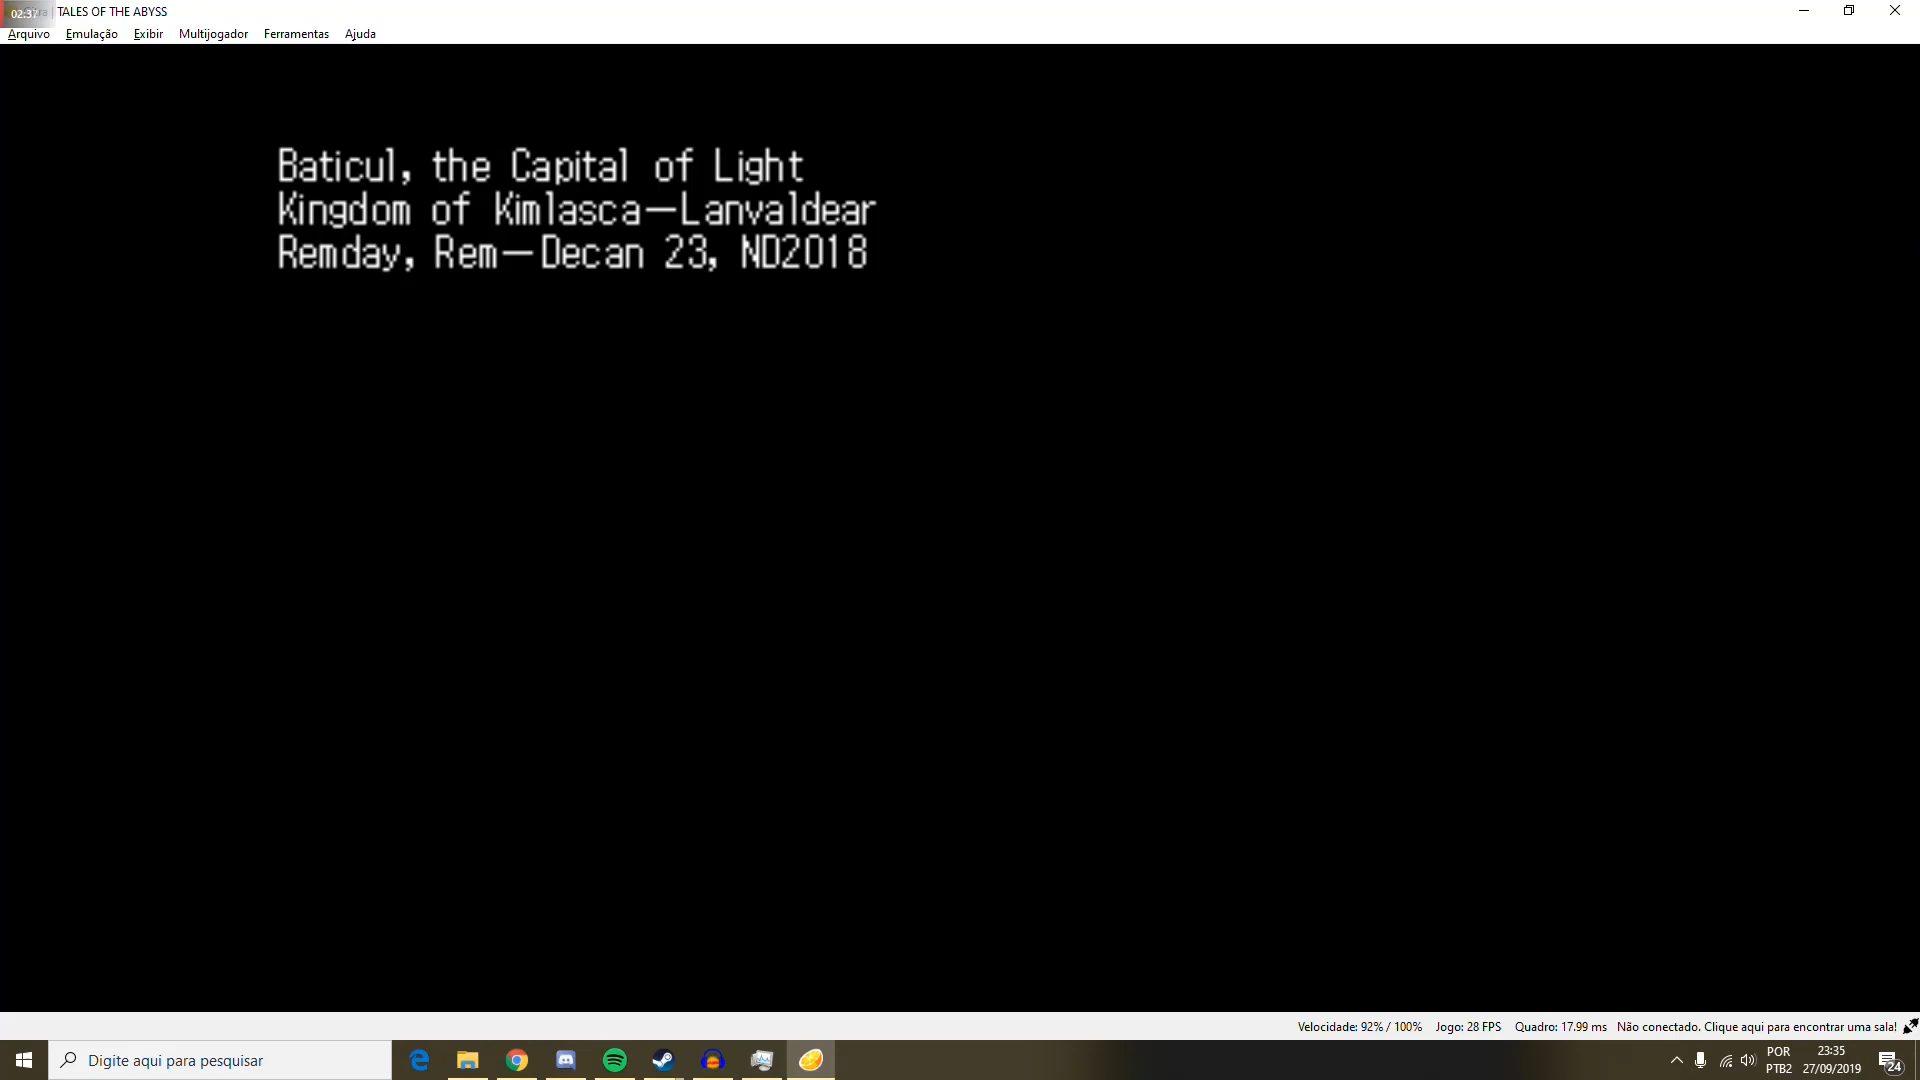 02:37
TALES OF THE ABYSS
Arquivo Emulação Exibir Multijogador Ferramentas Ajuda
Baticul, the Capital of Light
Kingdom of Kimlasca—Lanvaldear
Remday, Rem—Decan 23, ND2018
Velocidade: 92% / 100% Jogo: 28 FPS Quadro: 17.99 ms Não conectado. Clique aqui para encontrar uma sala!
Digite aqui para pesquisar
POR 23:35
PTB2 27/09/2019
24